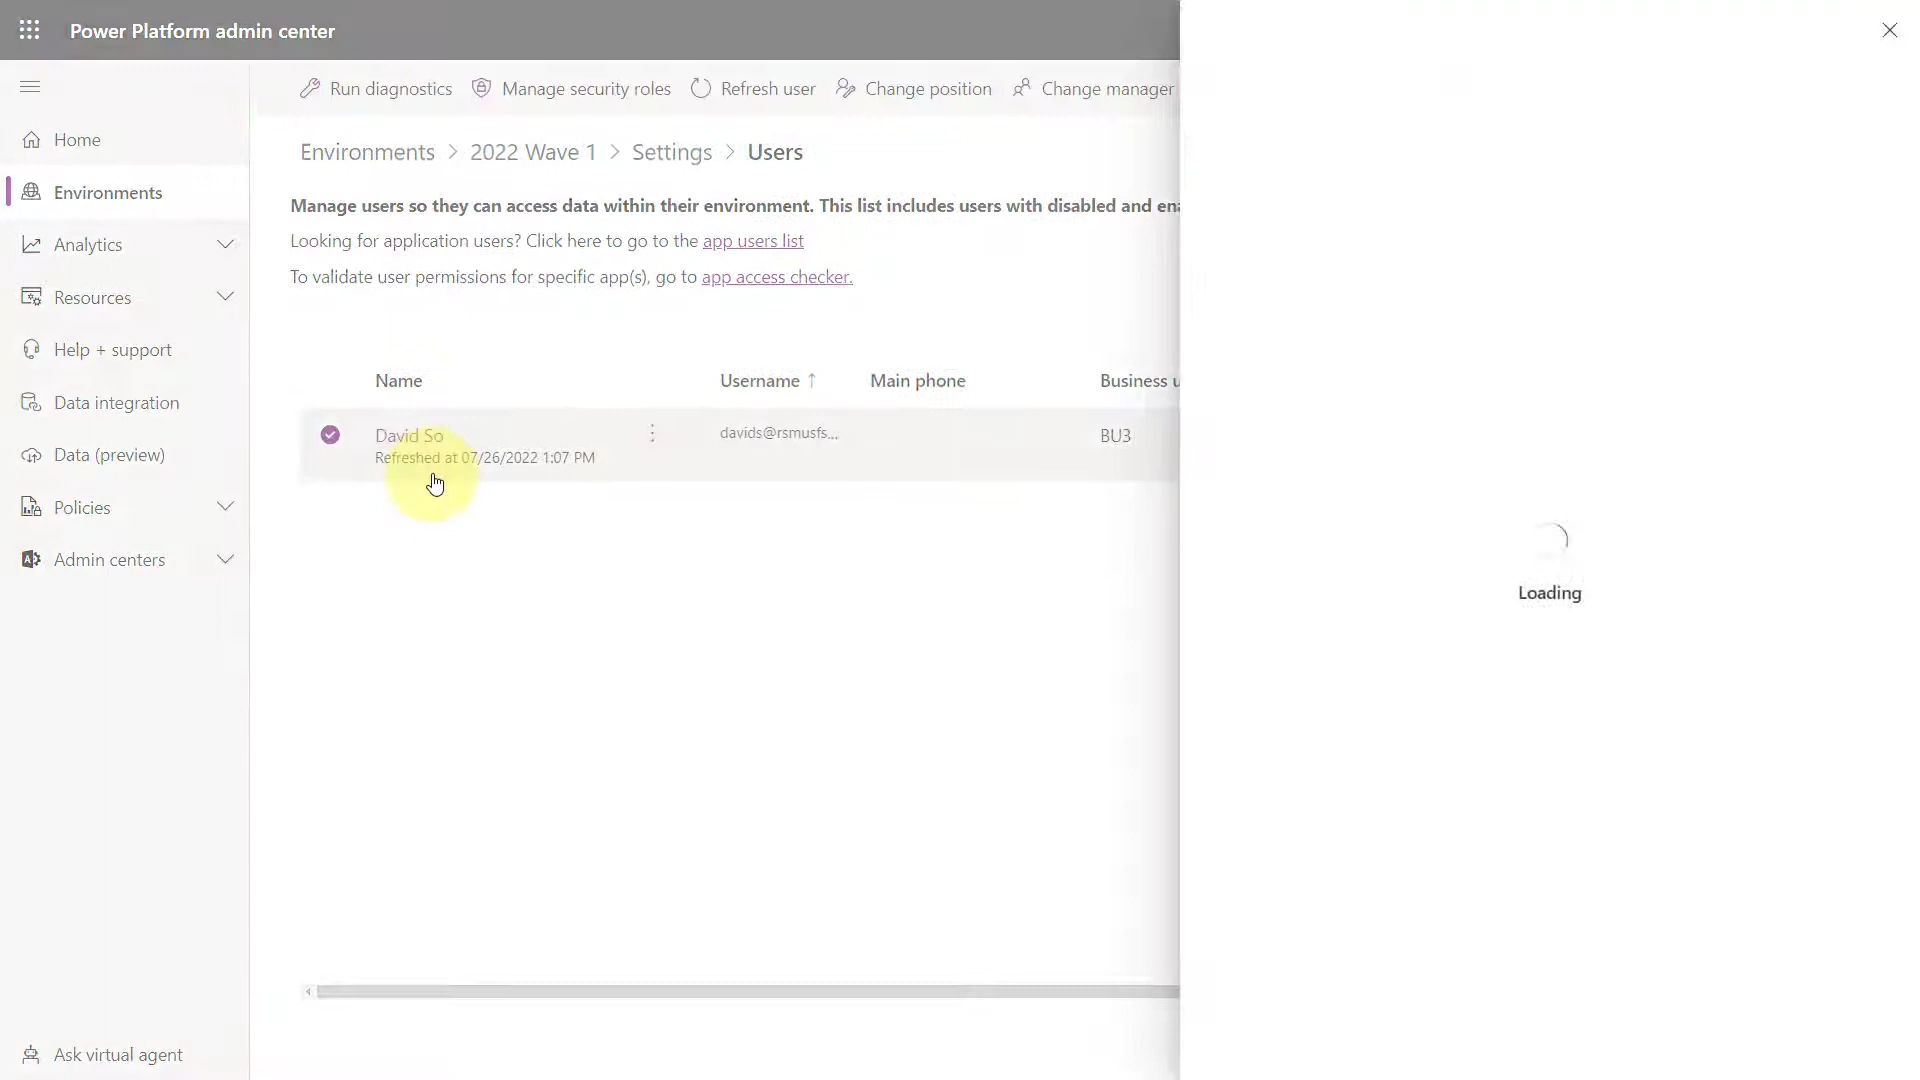 Power Platform admin center
Run diagnostics
Manage security roles
Refresh user
Change position
Change manager
Home
Environments
Analytics
Resources
Help + support
Data integration
Data (preview)
Policies
Admin centers
Ask virtual agent
Environments > 2022 Wave 1 > Settings > Users
Manage users so they can access data within their environment. This list includes users with disabled and ena
Looking for application users? Click here to go to the app users list
To validate user permissions for specific app(s), go to app access checker.
Name Username ↑ Main phone Business u
David So davids@rsmusfs... BU3
Refreshed at 07/26/2022 1:07 PM
Loading